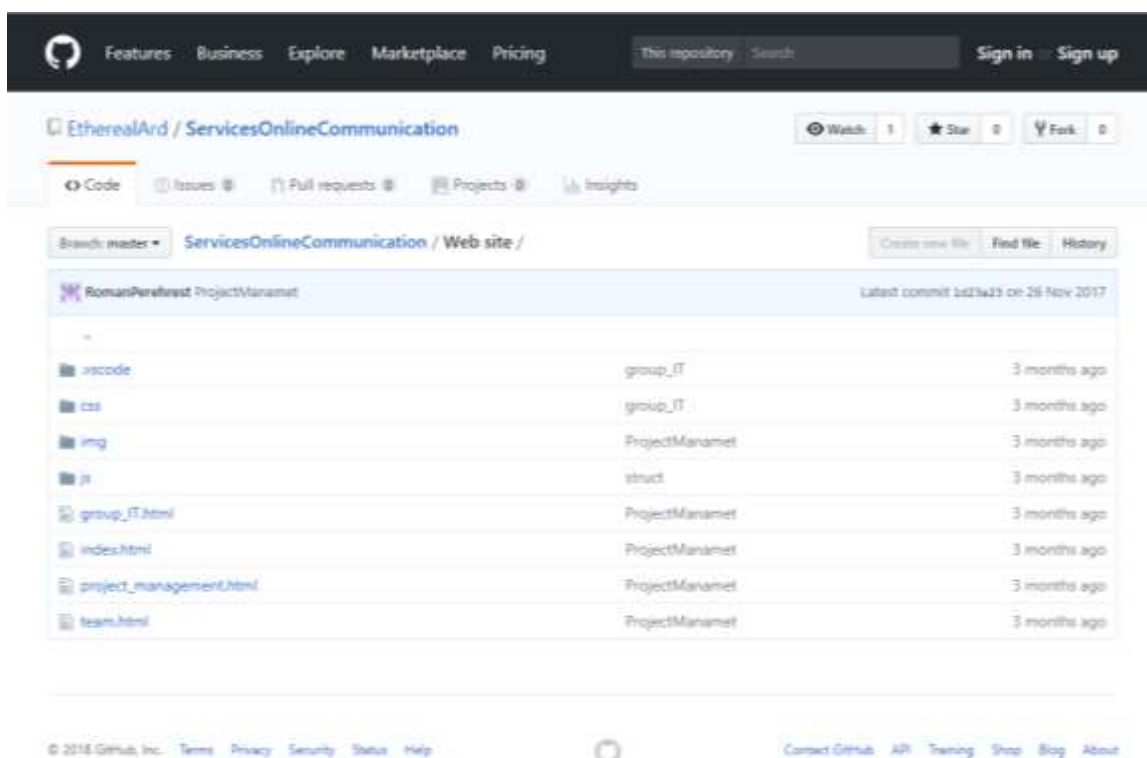 Features Business Explore Marketplace Pricing This repository Search Sign in or Sign up
EtherealArd / ServicesOnlineCommunication Watch 1 Star 0 Fork 0
Code Issues 0 Pull requests 0 Projects 0 Insights
Branch: master ServicesOnlineCommunication / Web site / Create new file Find file History
RomanPerehrest ProjectManamet Latest commit 1d23a23 on 26 Nov 2017
..
.vscode group_IT 3 months ago
css group_IT 3 months ago
img ProjectManamet 3 months ago
js struct 3 months ago
group_IT.html ProjectManamet 3 months ago
index.html ProjectManamet 3 months ago
project_management.html ProjectManamet 3 months ago
team.html ProjectManamet 3 months ago
© 2018 GitHub, Inc. Terms Privacy Security Status Help Contact GitHub API Training Shop Blog About